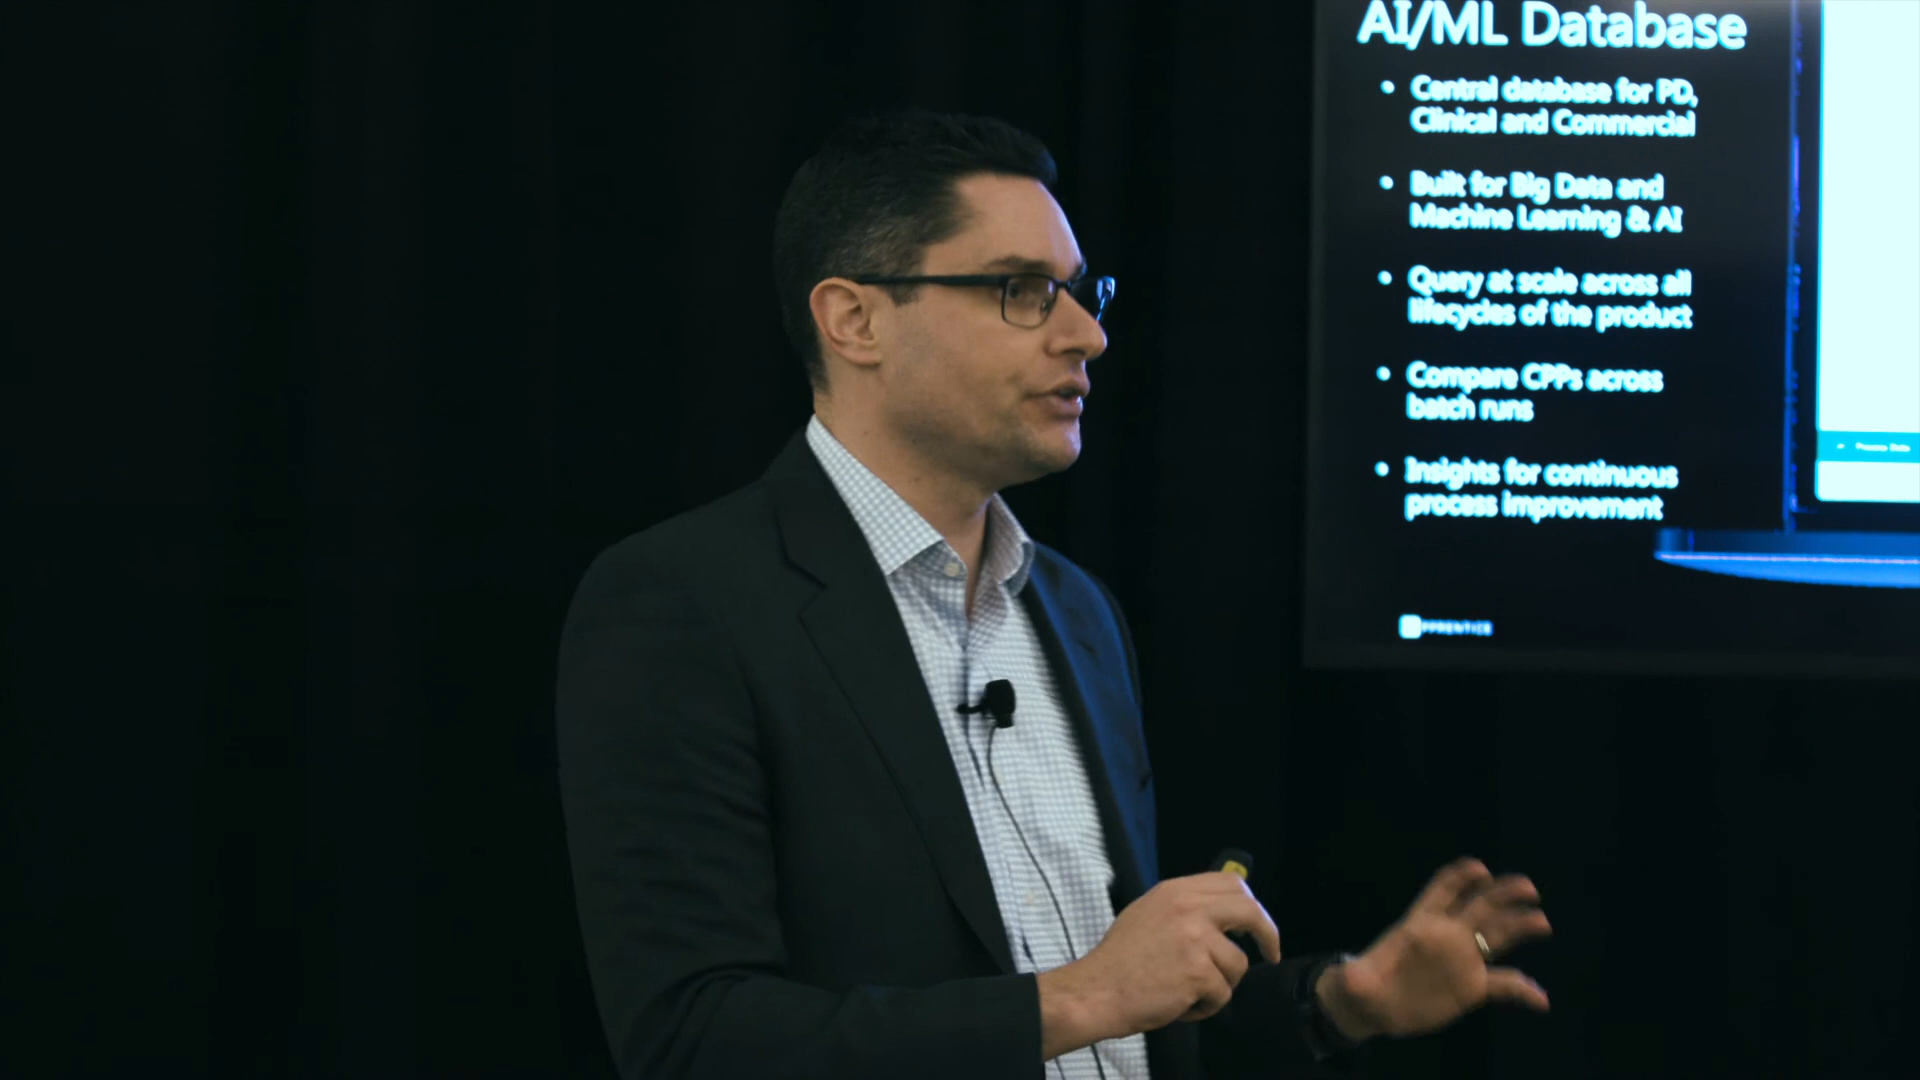 AI/ML Database
• Central database for PD,
Clinical and Commercial
• Built for Big Data and
Machine Learning & AI
• Query at scale across all
lifecycles of the product
• Compare CPPs across
batch runs
• Insights for continuous
process improvement
PPRENTICE